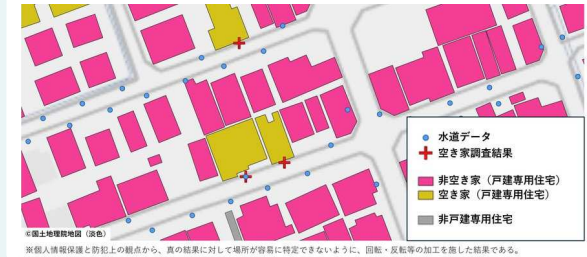 水道データ
空き家調査結果
非空き家（戸建専用住宅）
空き家（戸建専用住宅）
非戸建専用住宅
©国土地理院地図（淡色）
※個人情報保護と防犯上の観点から、真の結果に対して場所が容易に特定できないように、回転・反転等の加工を施した結果である。